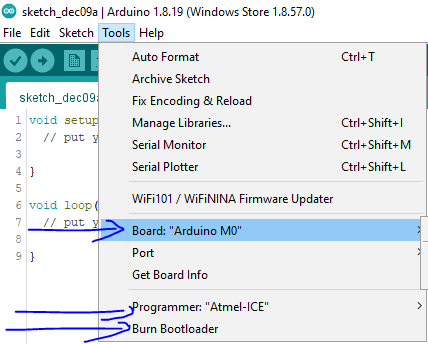 sketch_dec09a | Arduino 1.8.19 (Windows Store 1.8.57.0)
File Edit Sketch Tools Help
Auto Format Ctrl+T
Archive Sketch
sketch_dec09a
Fix Encoding & Reload
1 void setup
Manage Libraries... Ctrl+Shift+I
2 // put y
Serial Monitor Ctrl+Shift+M
3
4 }
Serial Plotter Ctrl+Shift+L
5
WiFi101 / WiFiNINA Firmware Updater
6 void loop(
7 // put y
Board: "Arduino M0"
8
Port
9 }
Get Board Info
Programmer: "Atmel-ICE"
Burn Bootloader